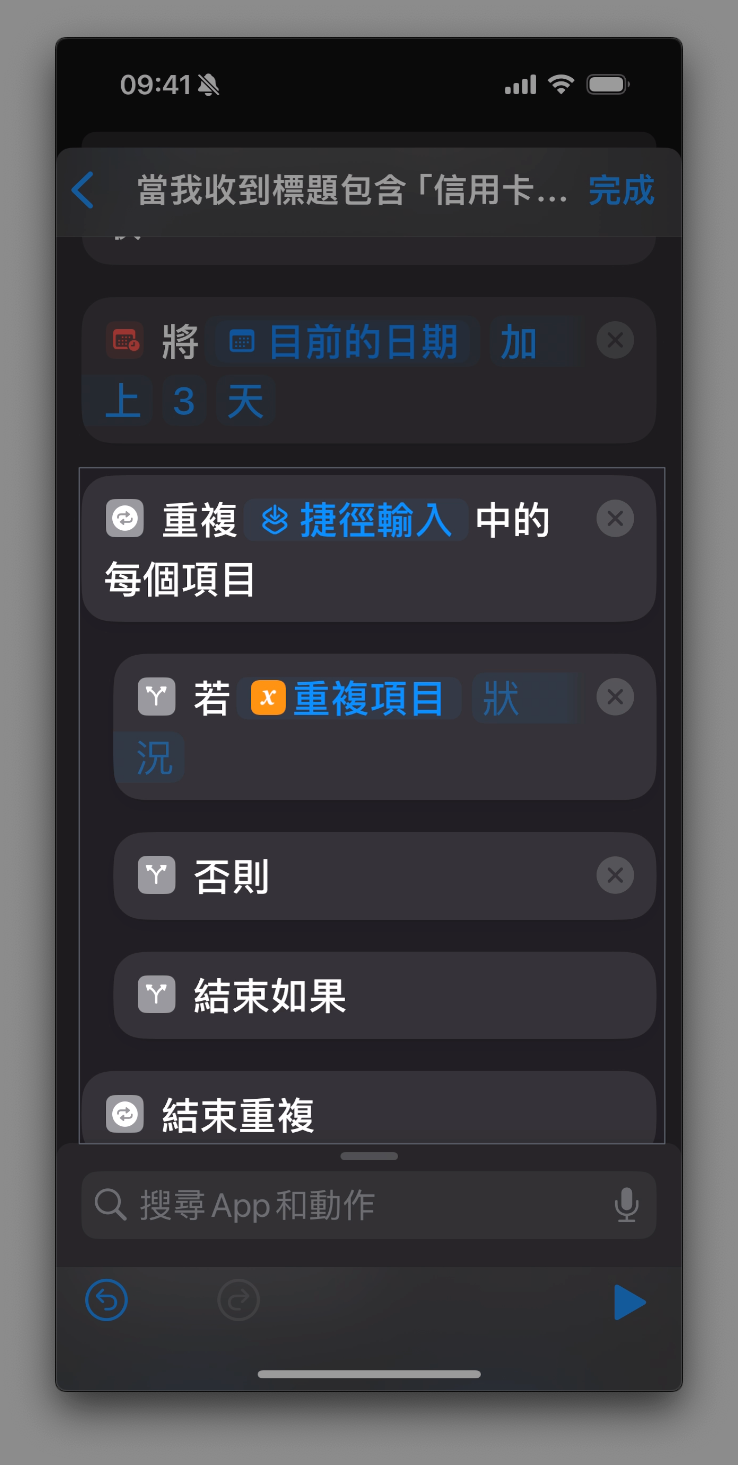 09:41
當我收到標題包含「信用卡... 完成
將 目前的日期 加
上 3 天
重複 捷徑輸入 中的
每個項目
若 x 重複項目 狀
況
否則
結束如果
結束重複
搜尋 App 和動作